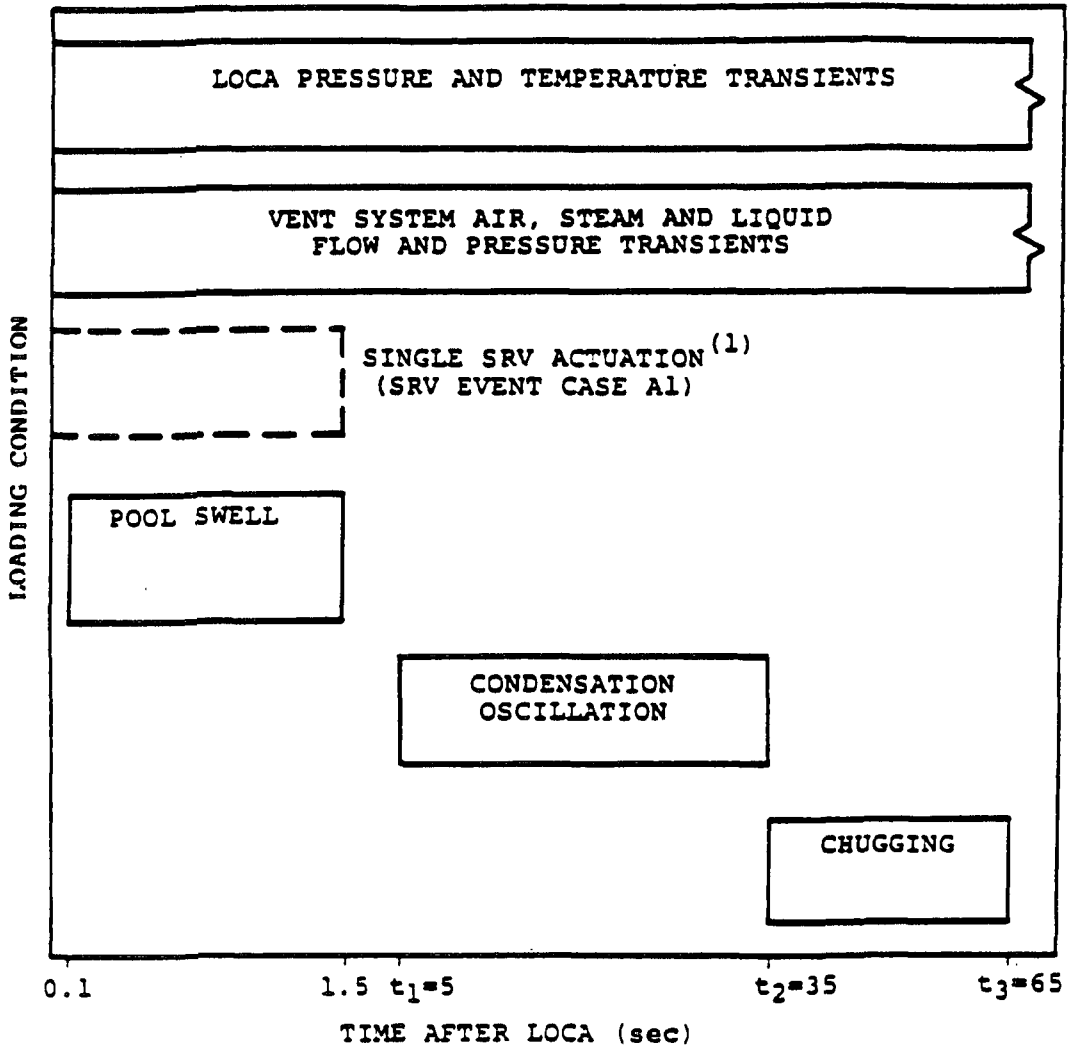 LOCA PRESSURE AND TEMPERATURE TRANSIENTS
VENT SYSTEM AIR, STEAM AND LIQUID
FLOW AND PRESSURE TRANSIENTS
SINGLE SRV ACTUATION(1)
(SRV EVENT CASE A1)
LOADING CONDITION
POOL SWELL
CONDENSATION
OSCILLATION
CHUGGING
0.1 1.5 t1=5 t2=35 t3=65
TIME AFTER LOCA (sec)